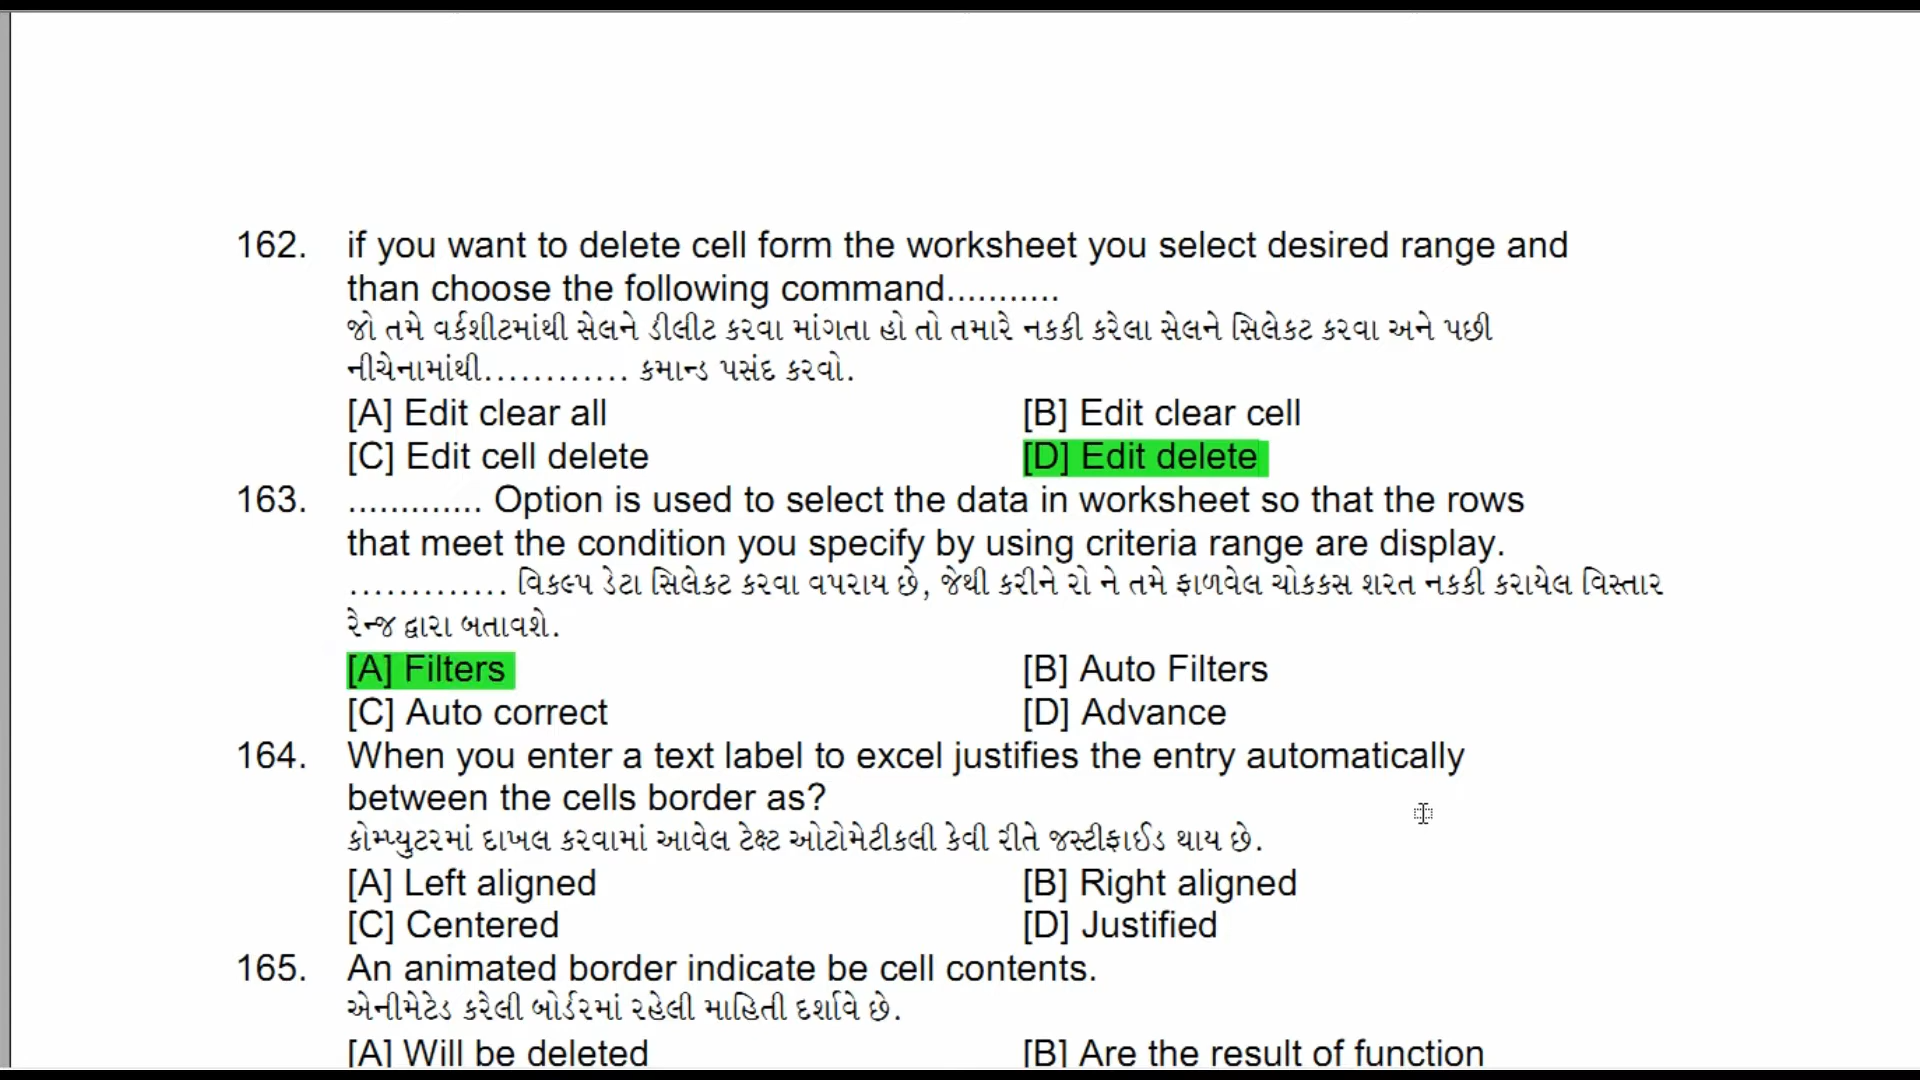 162. if you want to delete cell form the worksheet you select desired range and
than choose the following command...........
જો તમે વર્કશીટમાંથી સેલને ડીલીટ કરવા માંગતા હો તો તમારે નકકી કરેલા સેલને સિલેકટ કરવા અને પછી
નીચેનામાંથી............ કમાન્ડ પસંદ કરવો.
[A] Edit clear all [B] Edit clear cell
[C] Edit cell delete [D] Edit delete
163. ............. Option is used to select the data in worksheet so that the rows
that meet the condition you specify by using criteria range are display.
............. વિકલ્પ ડેટા સિલેકટ કરવા વપરાય છે, જેથી કરીને રો ને તમે ફાળવેલ ચોકકસ શરત નકકી કરાયેલ વિસ્તાર
રેન્જ દ્વારા બતાવશે.
[A] Filters [B] Auto Filters
[C] Auto correct [D] Advance
164. When you enter a text label to excel justifies the entry automatically
between the cells border as?
કોમ્પ્યુટરમાં દાખલ કરવામાં આવેલ ટેક્ષ્ટ ઓટોમેટીકલી કેવી રીતે જસ્ટીફાઈડ થાય છે.
[A] Left aligned [B] Right aligned
[C] Centered [D] Justified
165. An animated border indicate be cell contents.
એનીમેટેડ કરેલી બોર્ડરમાં રહેલી માહિતી દર્શાવે છે.
[A] Will be deleted [B] Are the result of function